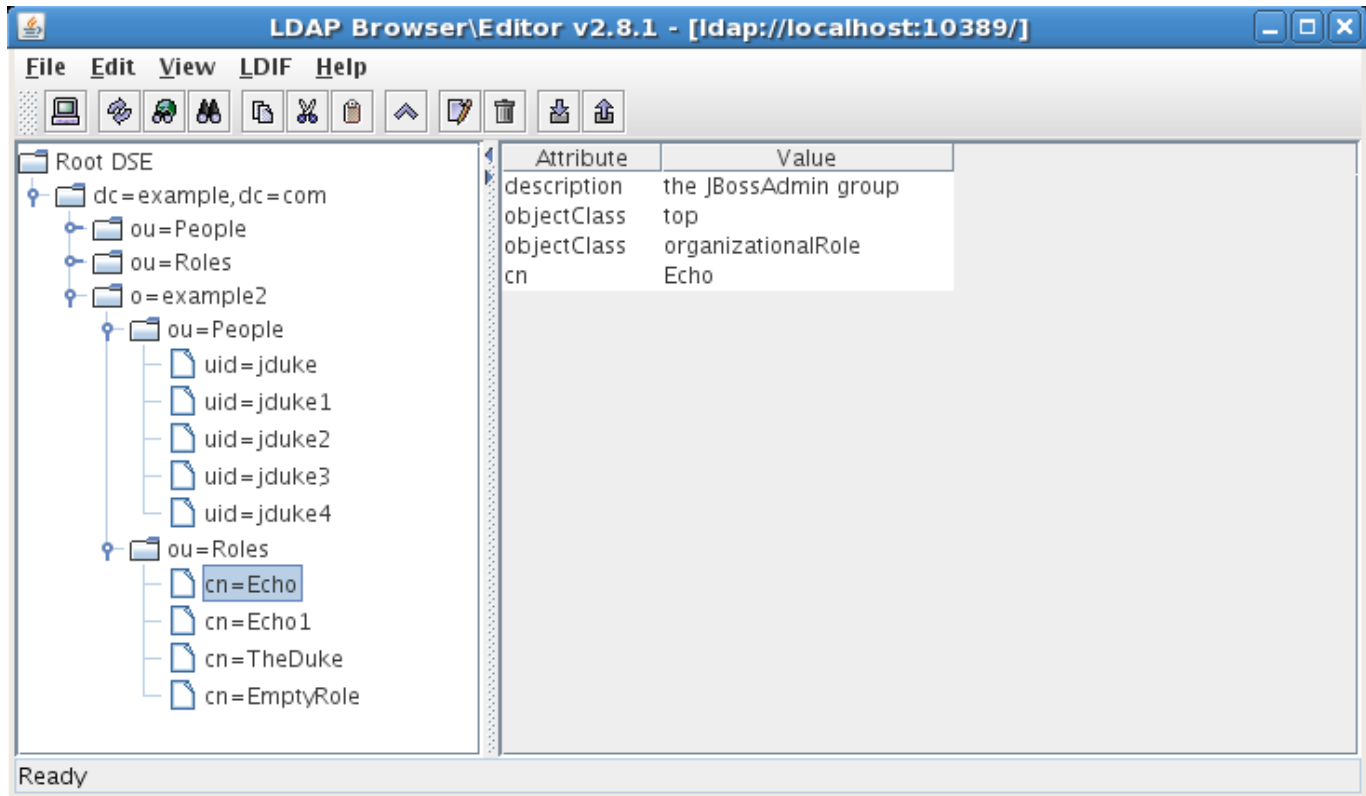 LDAP Browser\Editor v2.8.1 - [ldap://localhost:10389/]
File Edit View LDIF Help
Root DSE
dc=example,dc=com
ou=People
ou=Roles
o=example2
ou=People
uid=jduke
uid=jduke1
uid=jduke2
uid=jduke3
uid=jduke4
ou=Roles
cn=Echo
cn=Echo1
cn=TheDuke
cn=EmptyRole
Attribute Value
description the JBossAdmin group
objectClass top
objectClass organizationalRole
cn Echo
Ready